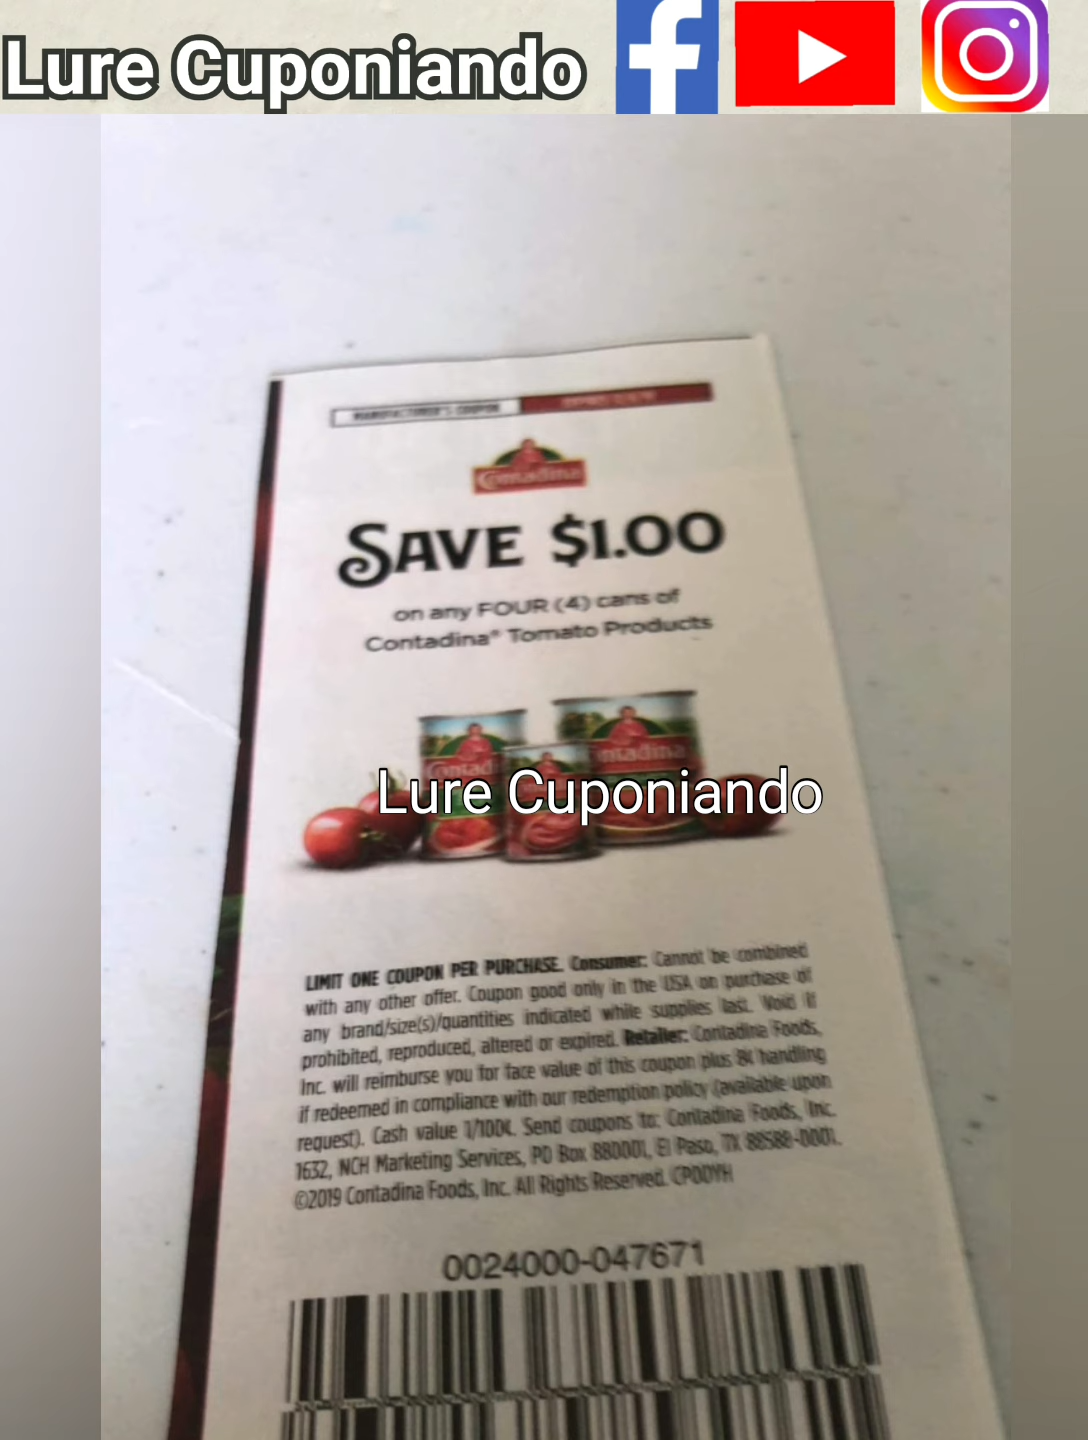 Lure Cuponiando
MANUFACTURER'S COUPON
Contadina
SAVE $1.00
on any FOUR (4) cans of
Contadina® Tomato Products
Contadina
Lure Cuponiando
LIMIT ONE COUPON PER PURCHASE. Consumer: Cannot be combined
with any other offer. Coupon good only in the USA on purchase of
any brand/size(s)/quantities indicated while supplies last. Void if
prohibited, reproduced, altered or expired. Retailer: Contadina Foods,
Inc. will reimburse you for face value of this coupon plus 8¢ handling
if redeemed in compliance with our redemption policy (available upon
request). Cash value 1/100¢. Send coupons to: Contadina Foods, Inc.
1632, NCH Marketing Services, PO Box 880001, El Paso, TX 88588-0001.
©2019 Contadina Foods, Inc. All Rights Reserved. CP00YH
0024000-047671